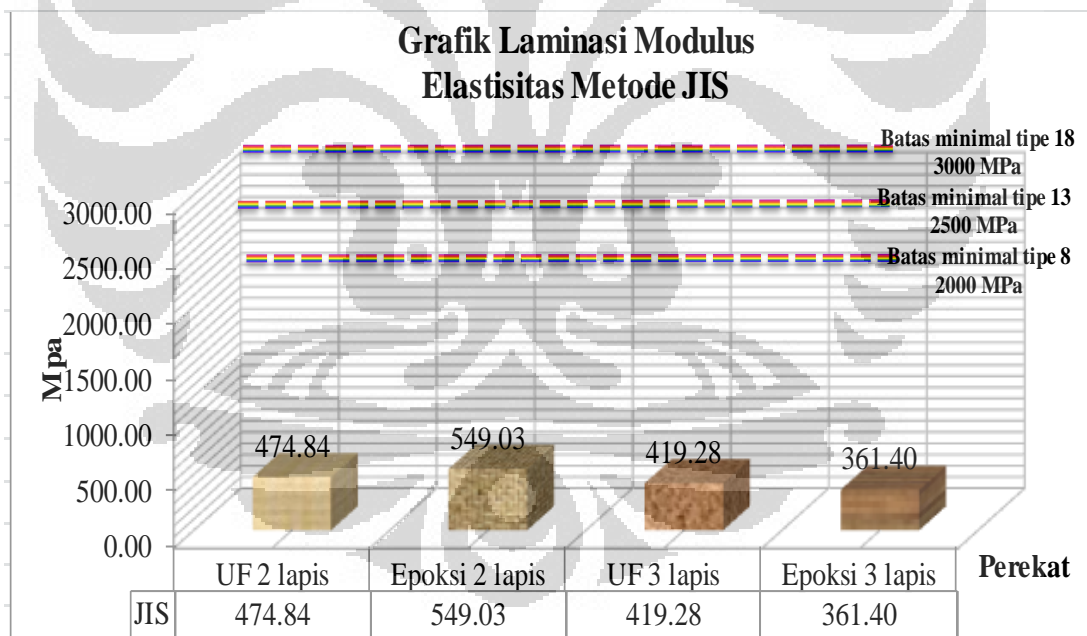 Grafik Laminasi Modulus
Elastisitas Metode JIS
Batas minimal tipe 18
3000 MPa
Batas minimal tipe 13
2500 MPa
Batas minimal tipe 8
2000 MPa
Mpa
3000.00
2500.00
2000.00
1500.00
1000.00
500.00
0.00
474.84
549.03
419.28
361.40
UF 2 lapis
Epoksi 2 lapis
UF 3 lapis
Epoksi 3 lapis
Perekat
JIS
474.84
549.03
419.28
361.40